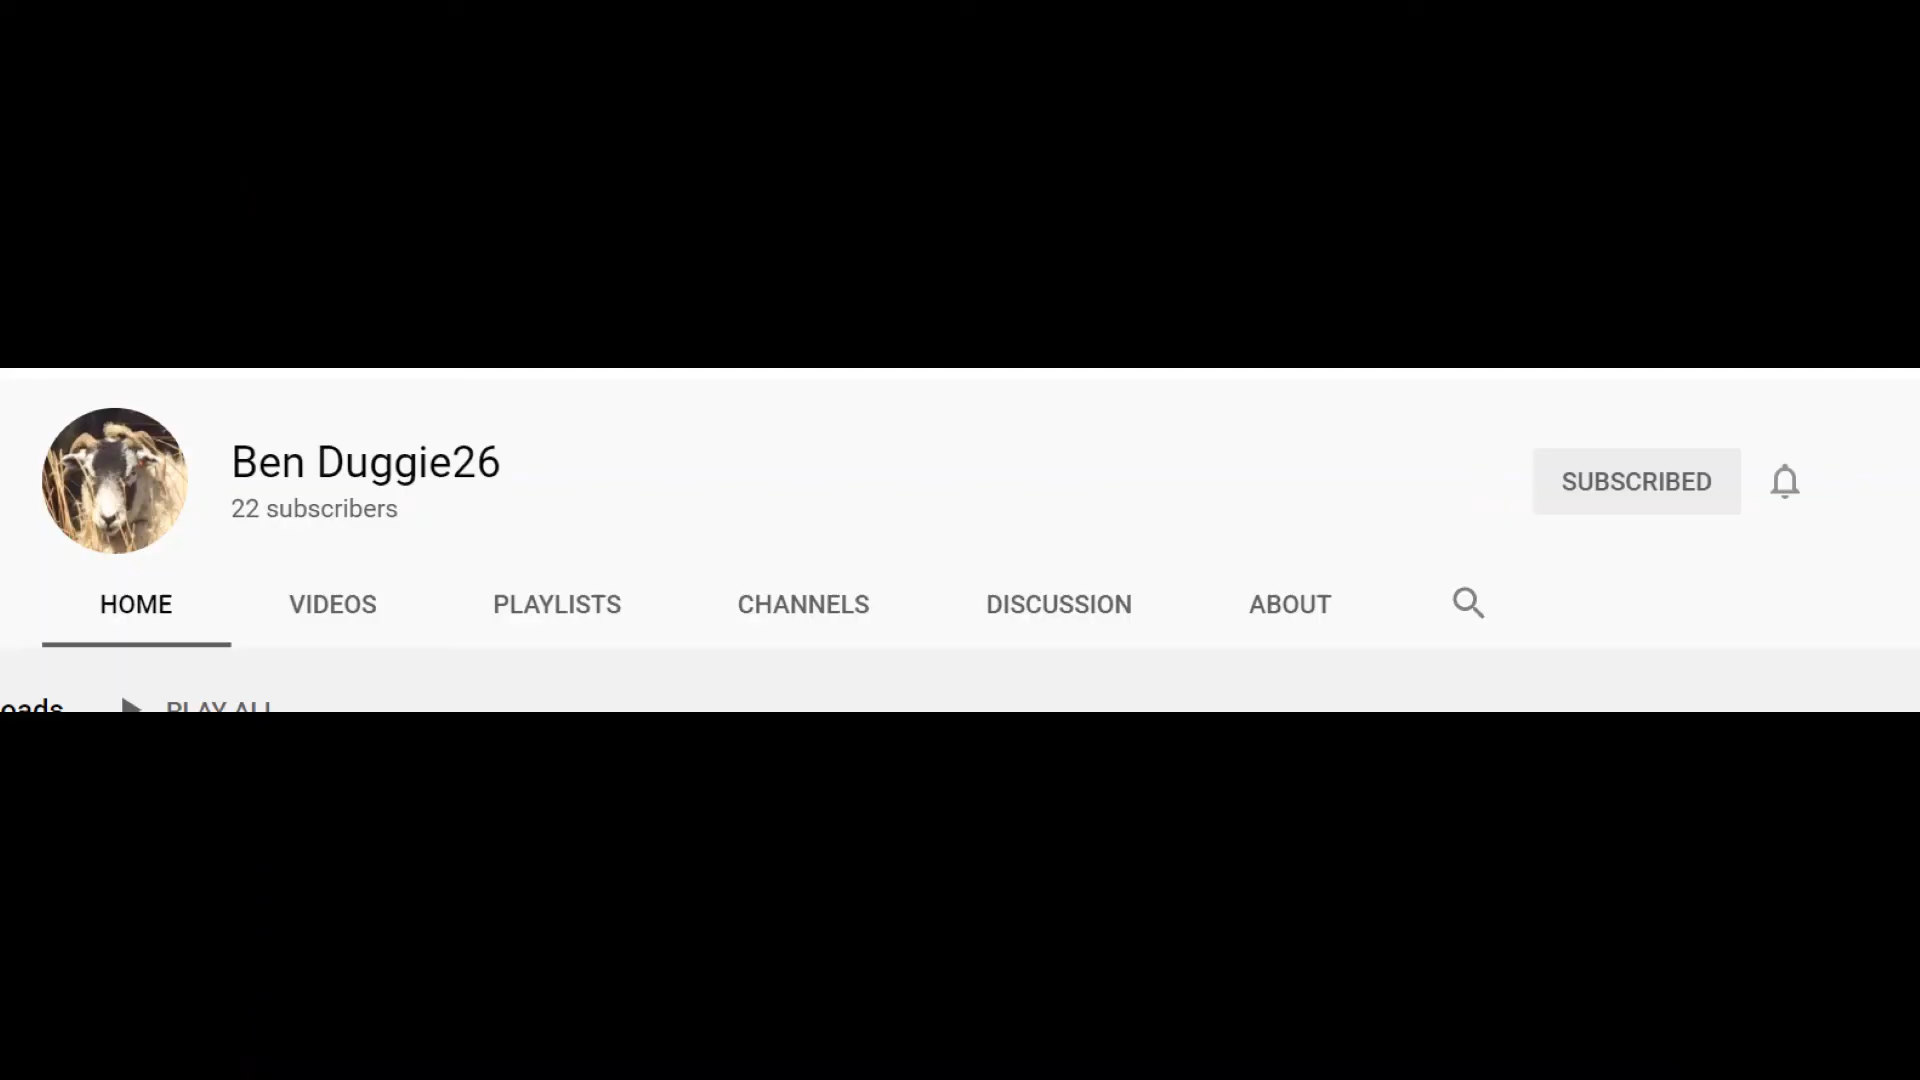 Ben Duggie26
22 subscribers
SUBSCRIBED
HOME VIDEOS PLAYLISTS CHANNELS DISCUSSION ABOUT
oads PLAY ALL